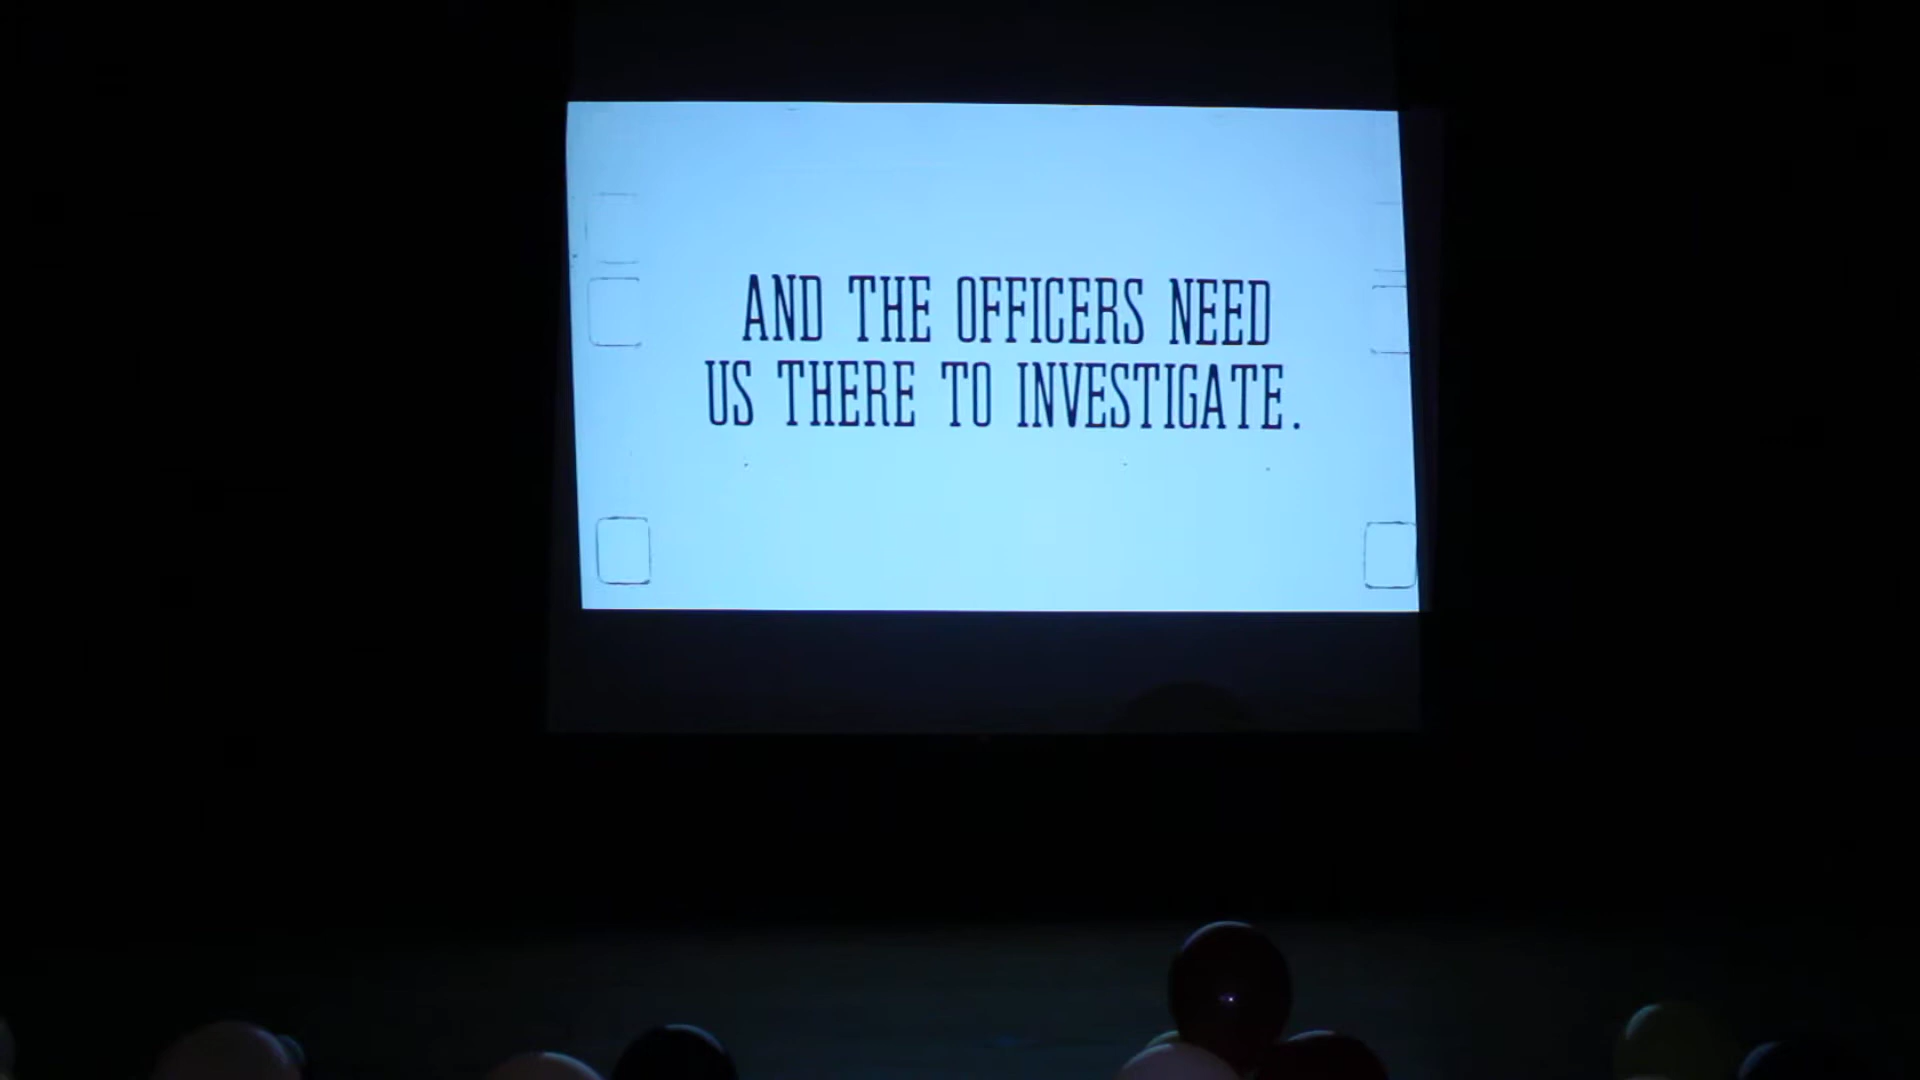 AND THE OFFICERS NEED
US THERE TO INVESTIGATE.